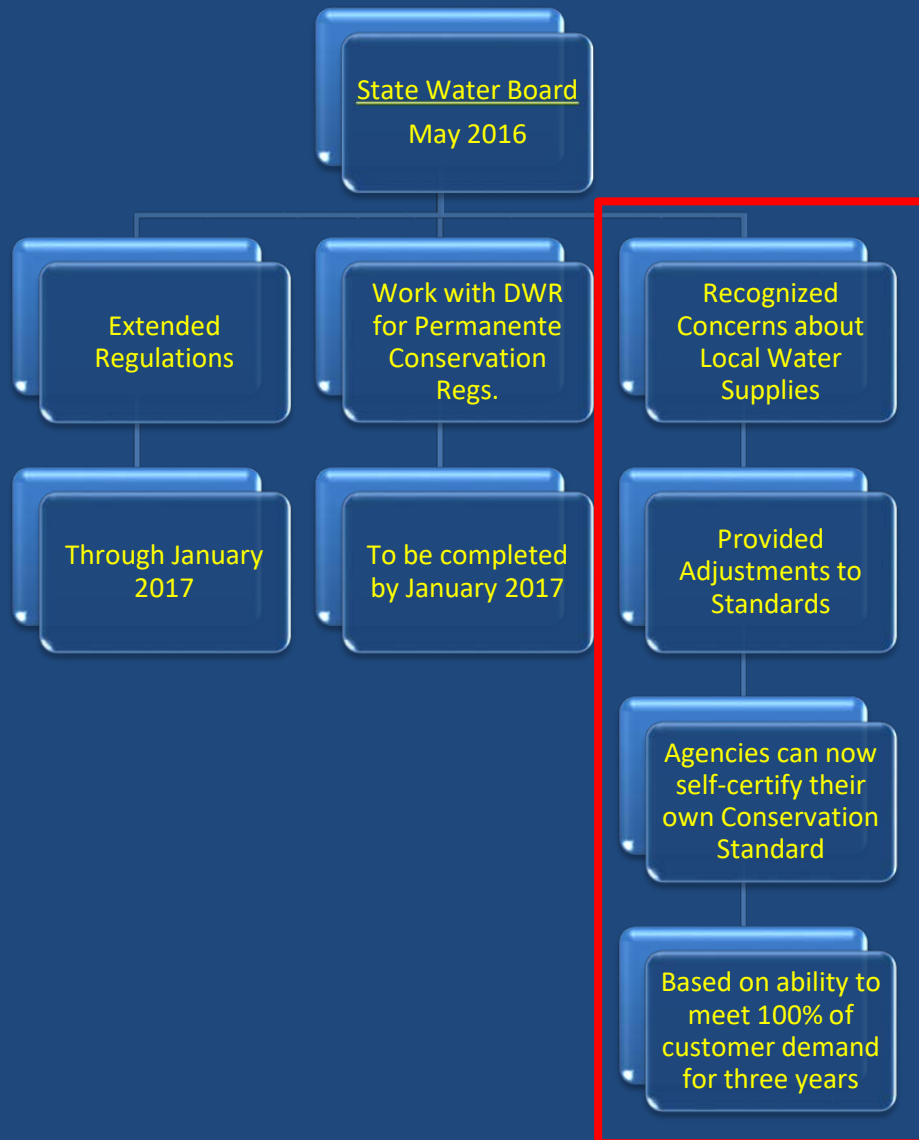 State Water Board
May 2016
Extended
Regulations
Work with DWR
for Permanente
Conservation
Regs.
Recognized
Concerns about
Local Water
Supplies
Through January
2017
To be completed
by January 2017
Provided
Adjustments to
Standards
Agencies can now
self-certify their
own Conservation
Standard
Based on ability to
meet 100% of
customer demand
for three years